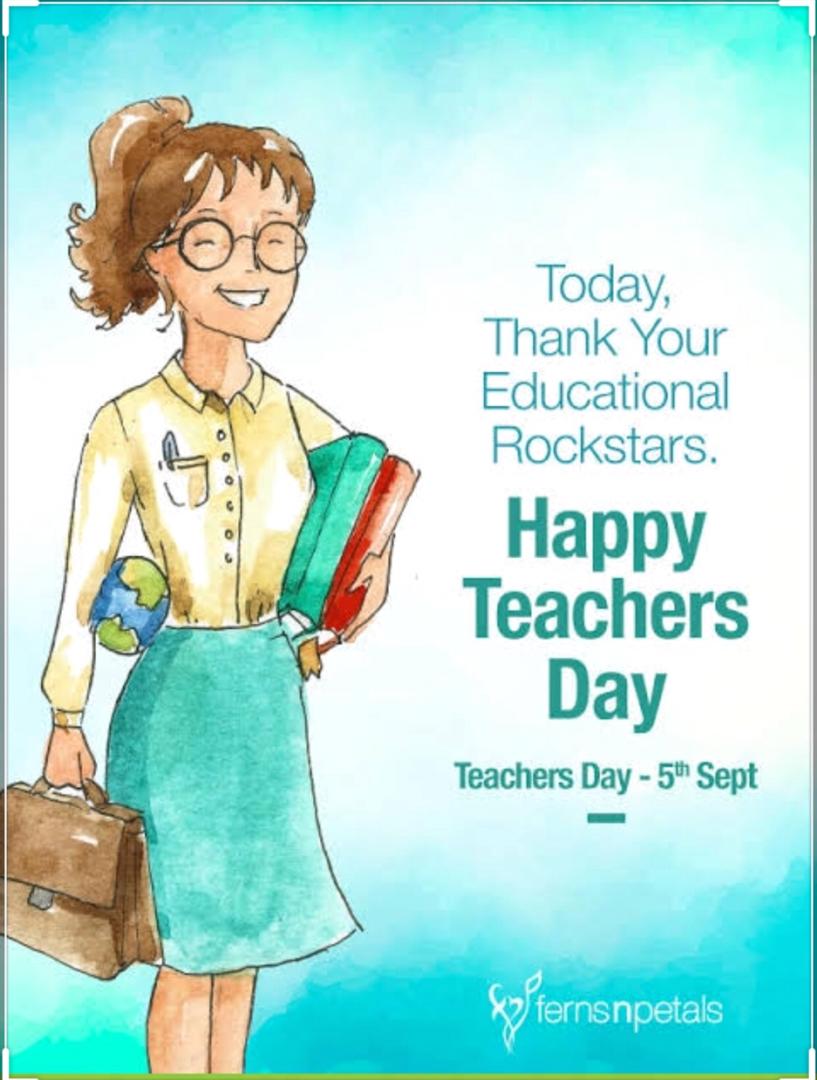 Today,
Thank Your
Educational
Rockstars.
Happy
Teachers
Day
Teachers Day - 5th Sept
fernsnpetals